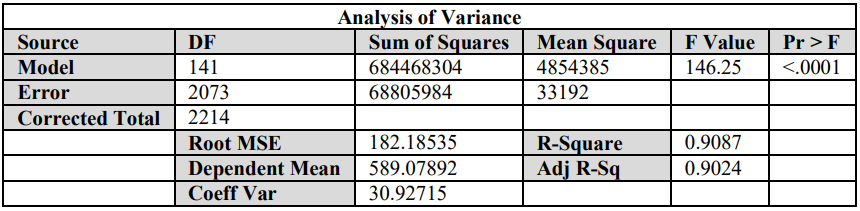 Analysis of Variance
Source DF Sum of Squares Mean Square F Value Pr > F
Model 141 684468304 4854385 146.25 <.0001
Error 2073 68805984 33192
Corrected Total 2214
Root MSE 182.18535 R-Square 0.9087
Dependent Mean 589.07892 Adj R-Sq 0.9024
Coeff Var 30.92715